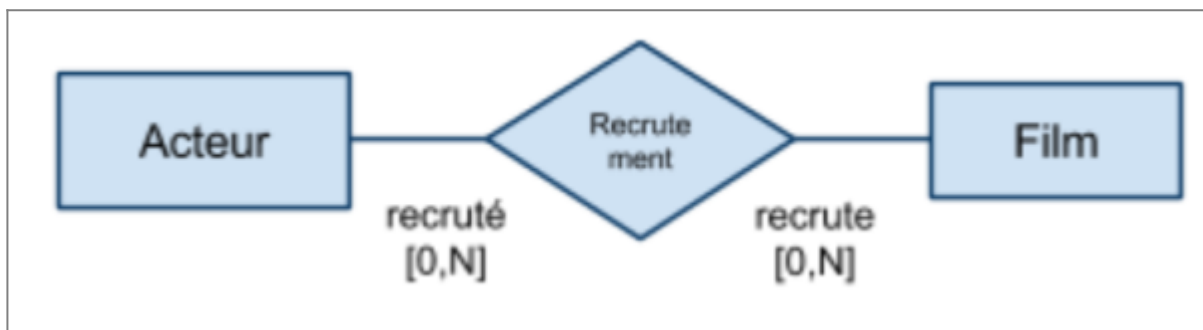 Acteur
Recrute
ment
Film
recruté
[0,N]
recrute
[0,N]